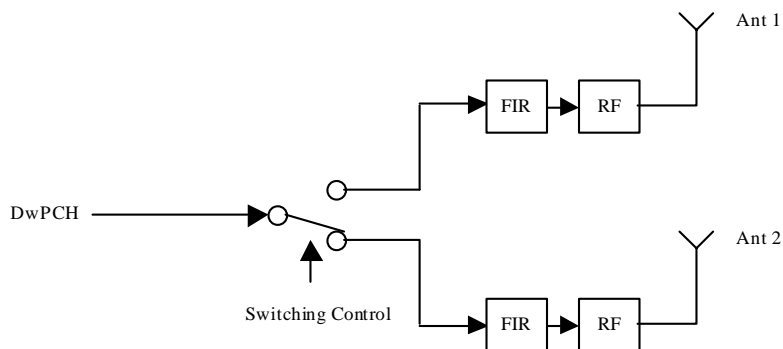 Ant 1
FIR
RF
DwPCH
Ant 2
Switching Control
FIR
RF